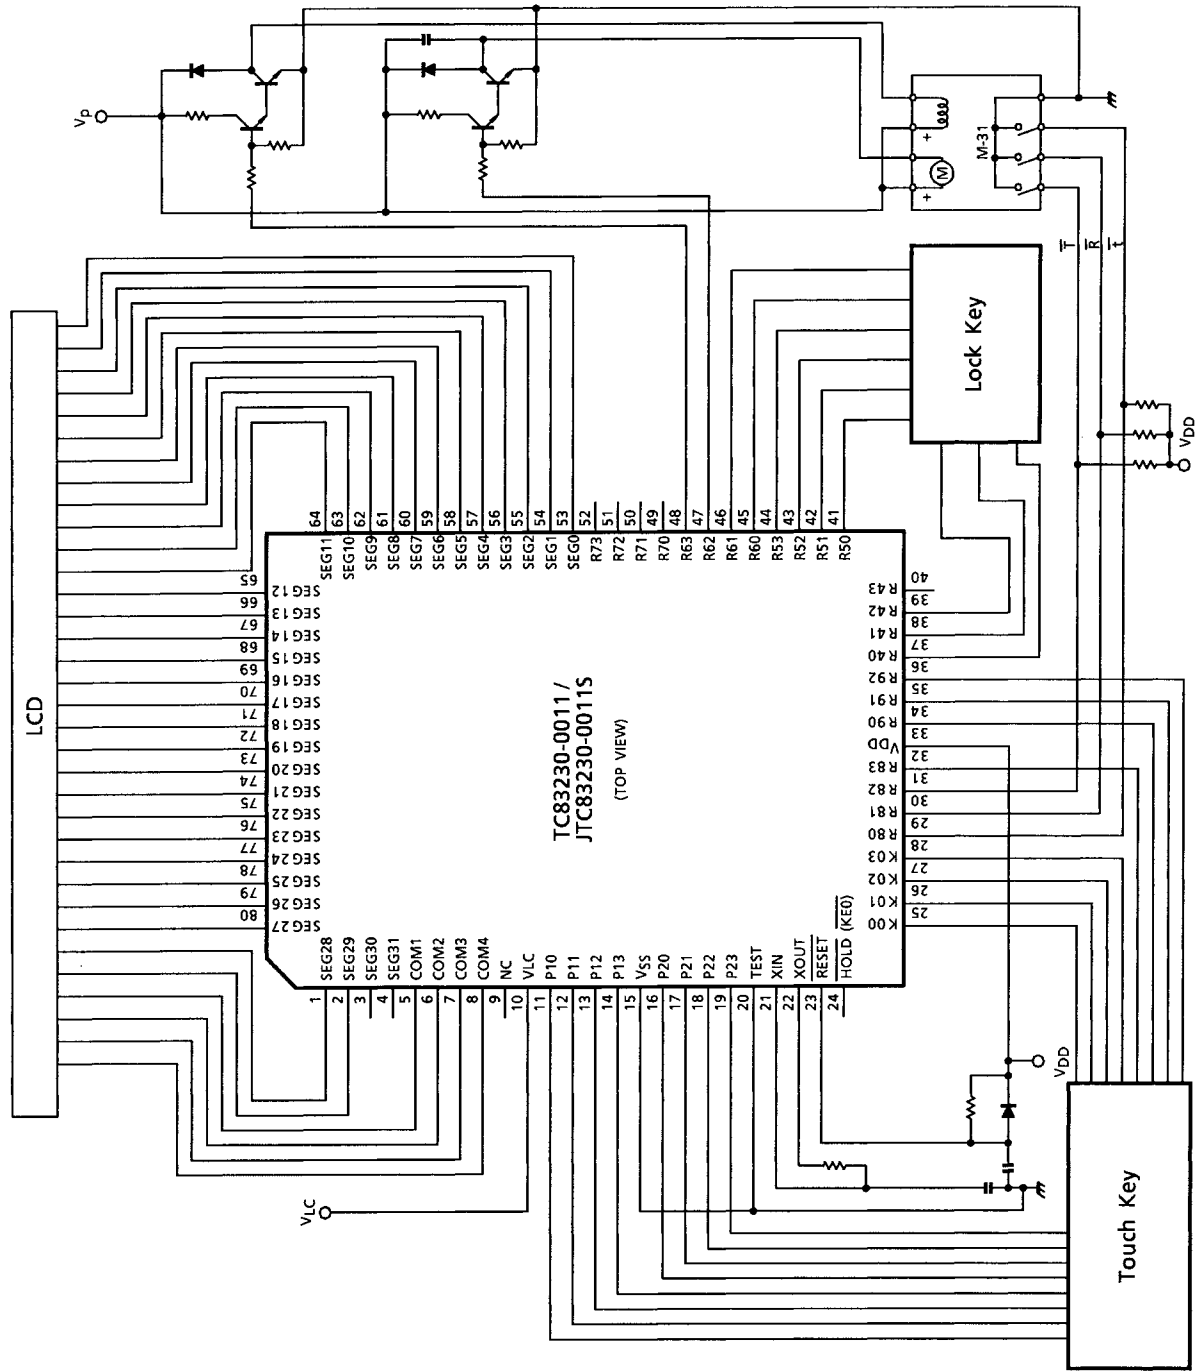 VP
M-31
+
M
+
T
R
t
Lock Key
VDD
LCD
64
63
62
61
60
59
58
57
56
55
54
53
52
51
50
49
48
47
46
45
44
43
42
41
SEG11
SEG10
SEG9
SEG8
SEG7
SEG6
SEG5
SEG4
SEG3
SEG2
SEG1
SEG0
R73
R72
R71
R70
R63
R62
R61
R60
R53
R52
R51
R50
65 SEG12
66 SEG13
67 SEG14
68 SEG15
69 SEG16
70 SEG17
71 SEG18
72 SEG19
73 SEG20
74 SEG21
75 SEG22
76 SEG23
77 SEG24
78 SEG25
79 SEG26
80 SEG27
TC83230-0011 /
JTC83230-0011S
(TOP VIEW)
R43 40
R42 39
R41 38
R40 37
R92 36
R91 35
R90 34
VDD 33
R83 32
R82 31
R81 30
R80 29
K03 28
K02 27
K01 26
K00 25
SEG28
SEG29
SEG30
SEG31
COM1
COM2
COM3
COM4
NC
VLC
P10
P11
P12
P13
VSS
P20
P21
P22
P23
TEST
XIN
XOUT
RESET
HOLD (KE0)
1
2
3
4
5
6
7
8
9
10
11
12
13
14
15
16
17
18
19
20
21
22
23
24
VLC
VDD
Touch Key